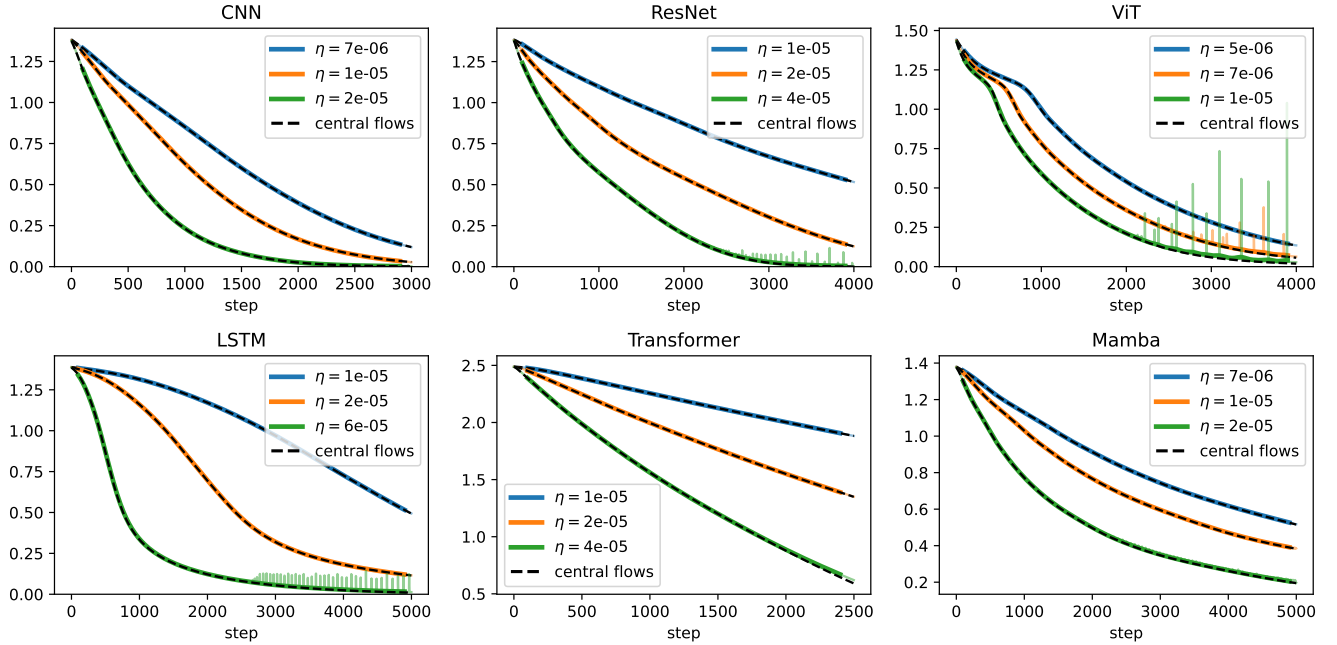 CNN
1.25
1.00
0.75
0.50
0.25
0.00
0 500 1000 1500 2000 2500 3000
step
η = 7e-06
η = 1e-05
η = 2e-05
central flows
ResNet
1.25
1.00
0.75
0.50
0.25
0.00
0 1000 2000 3000 4000
step
η = 1e-05
η = 2e-05
η = 4e-05
central flows
ViT
1.50
1.25
1.00
0.75
0.50
0.25
0.00
0 1000 2000 3000 4000
step
η = 5e-06
η = 7e-06
η = 1e-05
central flows
LSTM
1.25
1.00
0.75
0.50
0.25
0.00
0 1000 2000 3000 4000 5000
step
η = 1e-05
η = 2e-05
η = 6e-05
central flows
Transformer
2.5
2.0
1.5
1.0
0.5
0 500 1000 1500 2000 2500
step
η = 1e-05
η = 2e-05
η = 4e-05
central flows
Mamba
1.4
1.2
1.0
0.8
0.6
0.4
0.2
0 1000 2000 3000 4000 5000
step
η = 7e-06
η = 1e-05
η = 2e-05
central flows